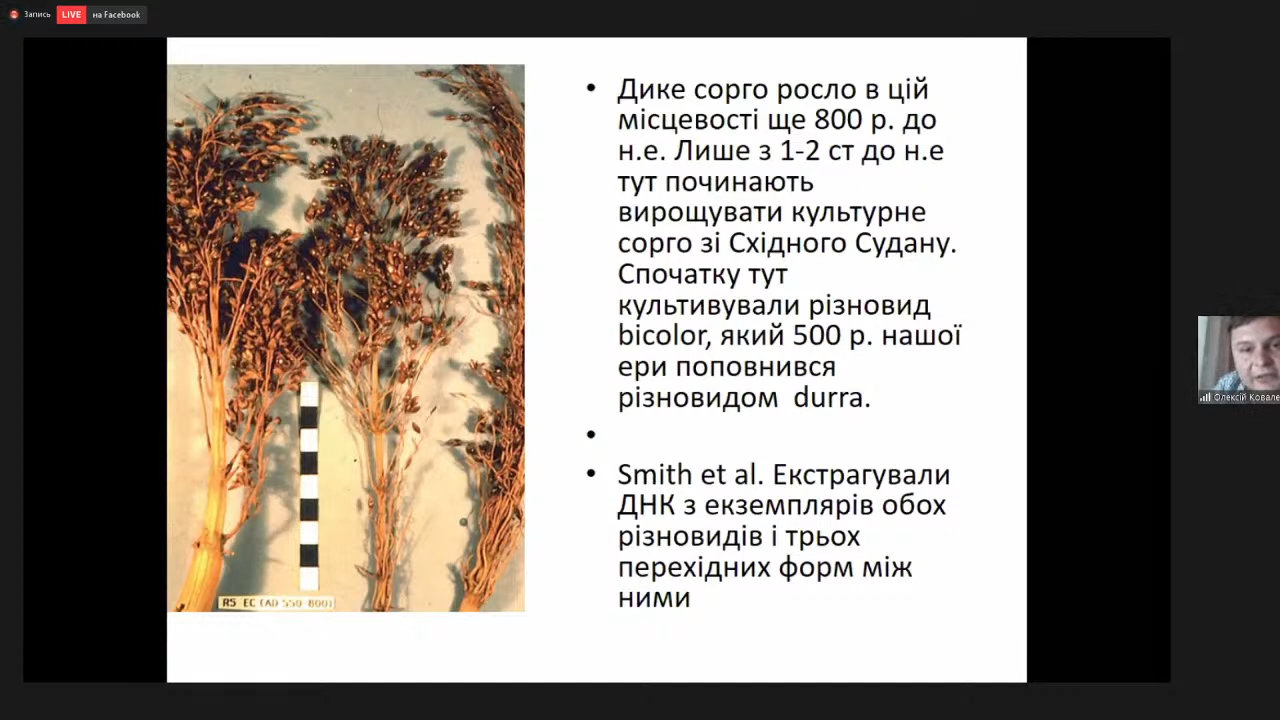 Запись LIVE на Facebook
• Дике сорго росло в цій
місцевості ще 800 р. до
н.е. Лише з 1-2 ст до н.е
тут починають
вирощувати культурне
сорго зі Східного Судану.
Спочатку тут
культивували різновид
bicolor, який 500 р. нашої
ери поповнився
різновидом durra.
•
• Smith et al. Екстрагували
ДНК з екземплярів обох
різновидів і трьох
перехідних форм між
ними
R5 EC (AD 550-800)
Олексій Ковале